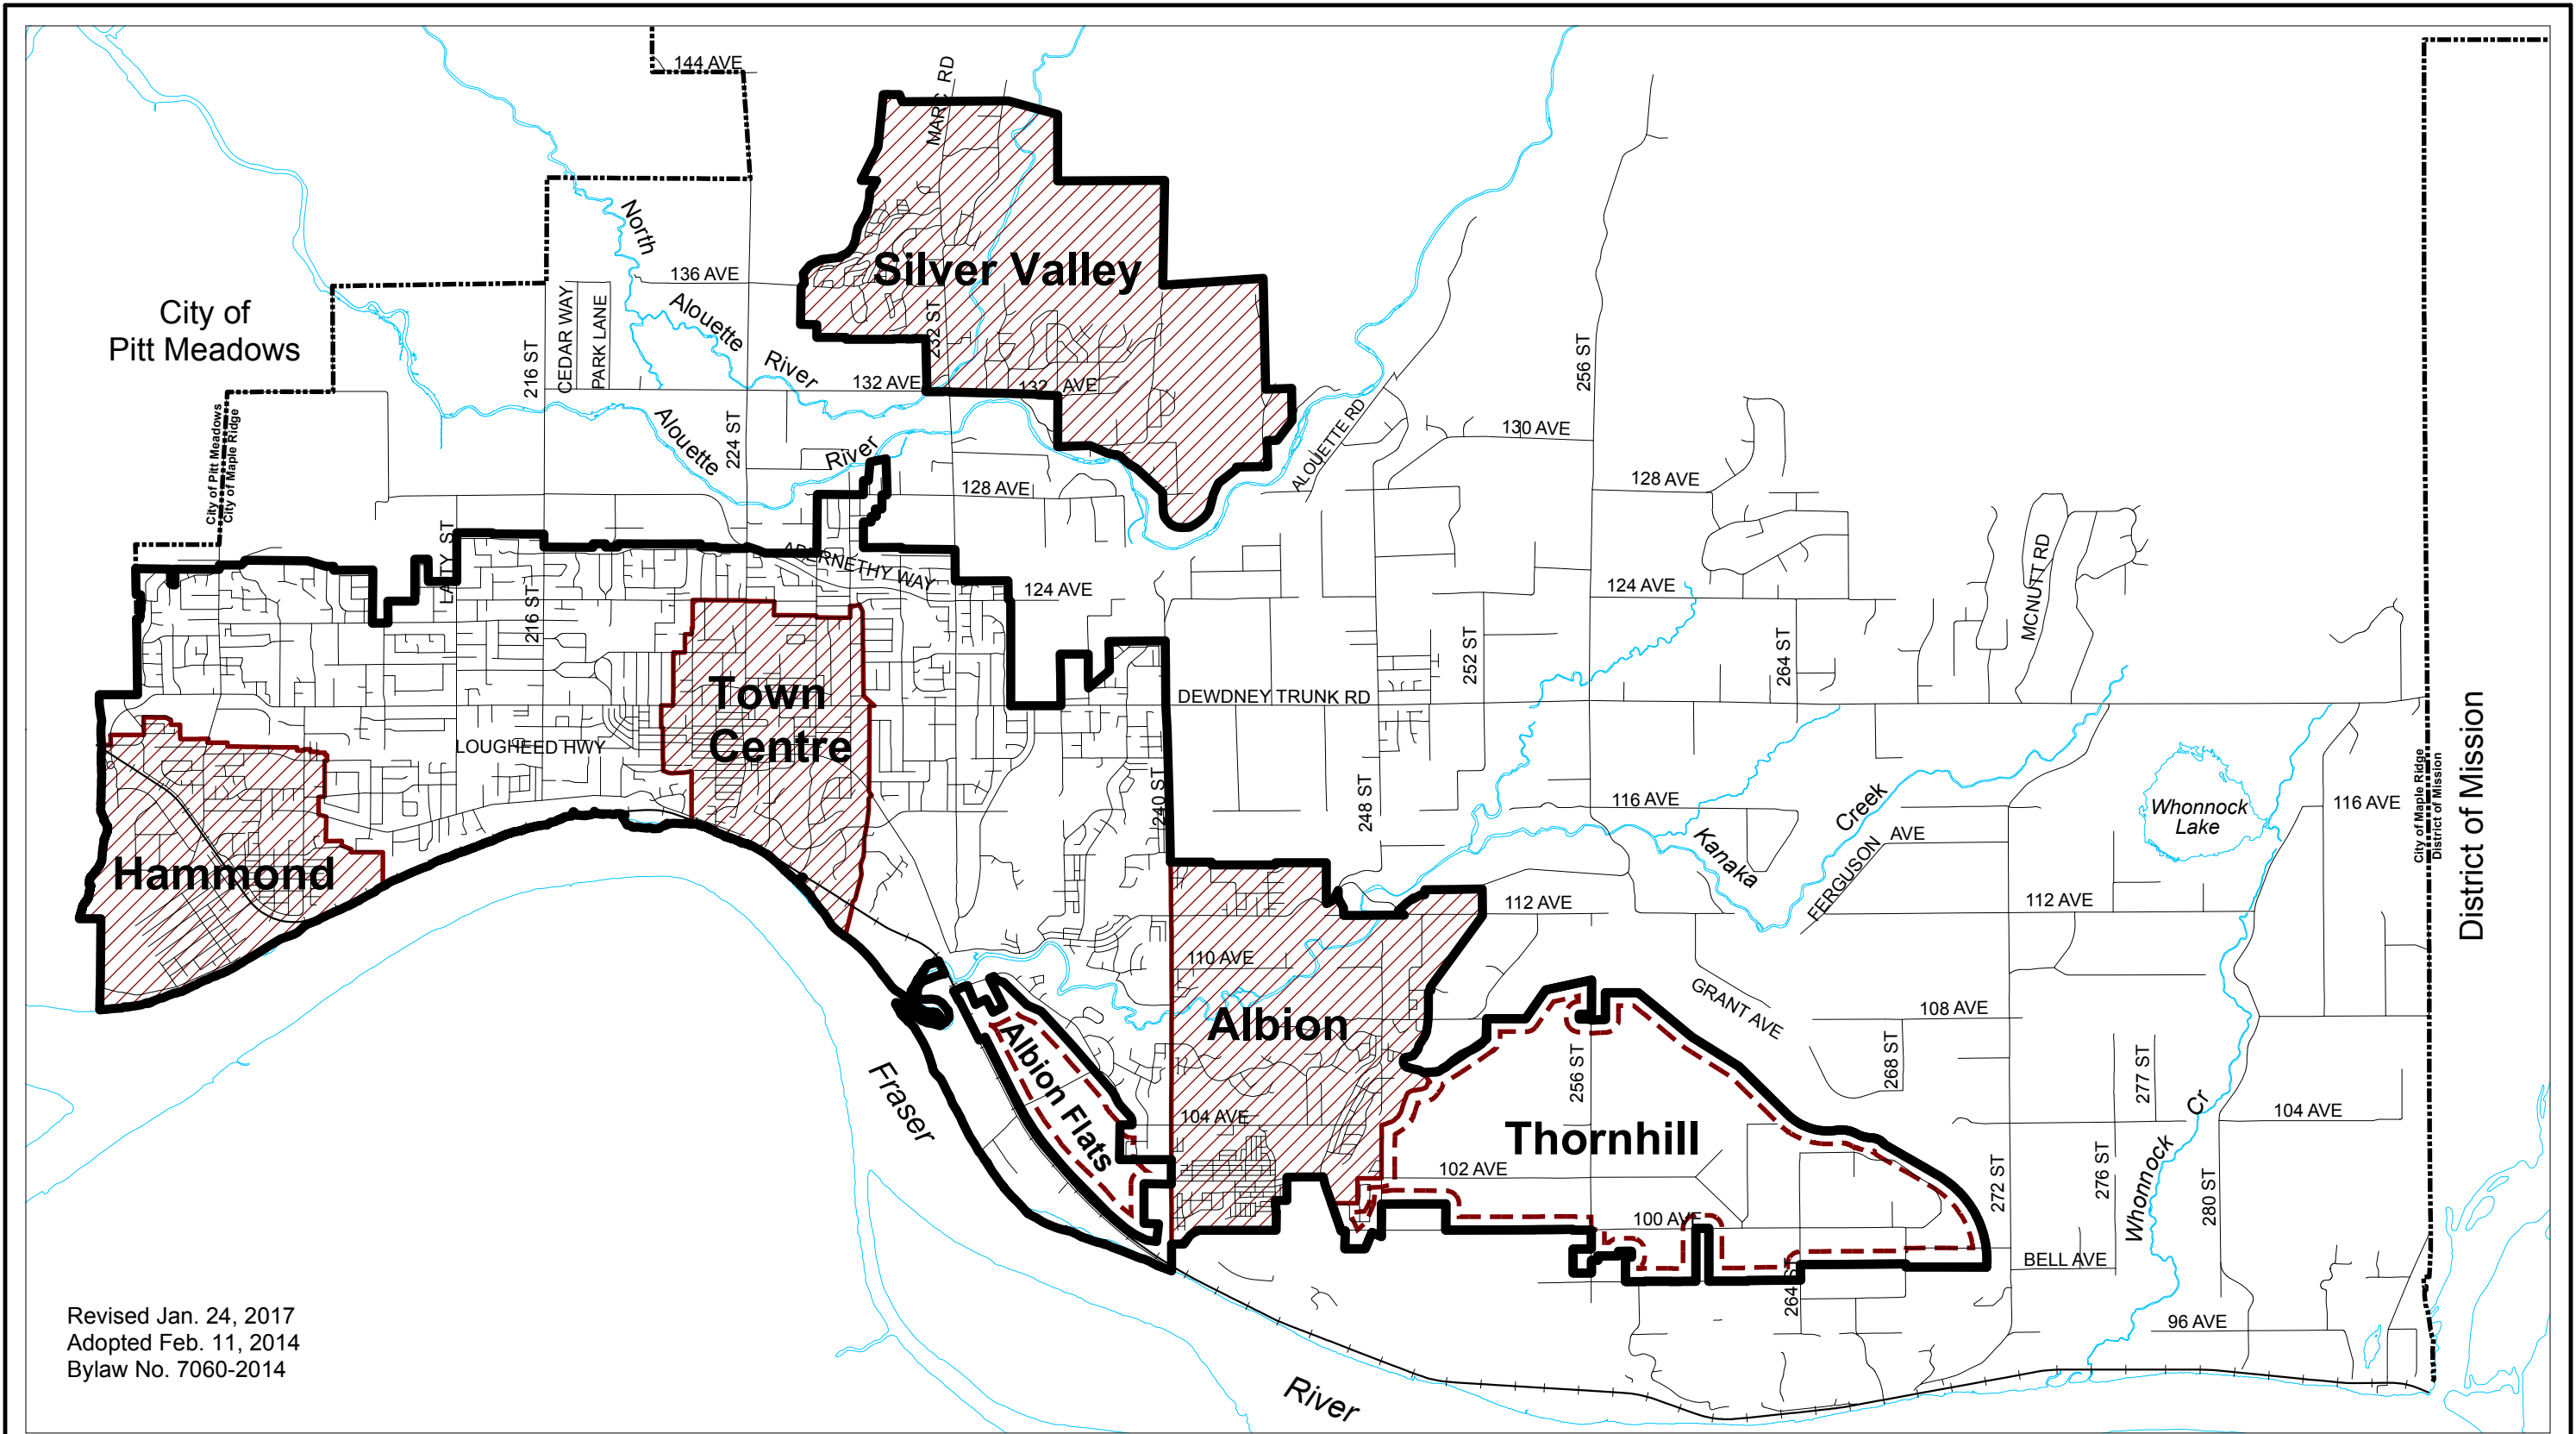 144 AVE
MARC RD
North
136 AVE
Silver Valley
City of
Pitt Meadows
CEDAR WAY
PARK LANE
216 ST
Alouette
River
232 ST
132 AVE
132 AVE
256 ST
City of Pitt Meadows
City of Maple Ridge
Alouette
224 ST
River
ALOUETTE RD
130 AVE
128 AVE
128 AVE
LAITY ST
ABERNETHY WAY
124 AVE
124 AVE
MCNUTT RD
216 ST
252 ST
264 ST
Town
Centre
DEWDNEY TRUNK RD
LOUGHEED HWY
240 ST
248 ST
116 AVE
Creek
Kanaka
FERGUSON AVE
Whonnock
Lake
116 AVE
City of Maple Ridge
District of Mission
District of Mission
Hammond
112 AVE
112 AVE
110 AVE
GRANT AVE
108 AVE
Albion
Albion Flats
Fraser
256 ST
268 ST
277 ST
104 AVE
104 AVE
Thornhill
102 AVE
272 ST
276 ST
Whonnock Cr
280 ST
100 AVE
BELL AVE
264 ST
96 AVE
River
Revised Jan. 24, 2017
Adopted Feb. 11, 2014
Bylaw No. 7060-2014